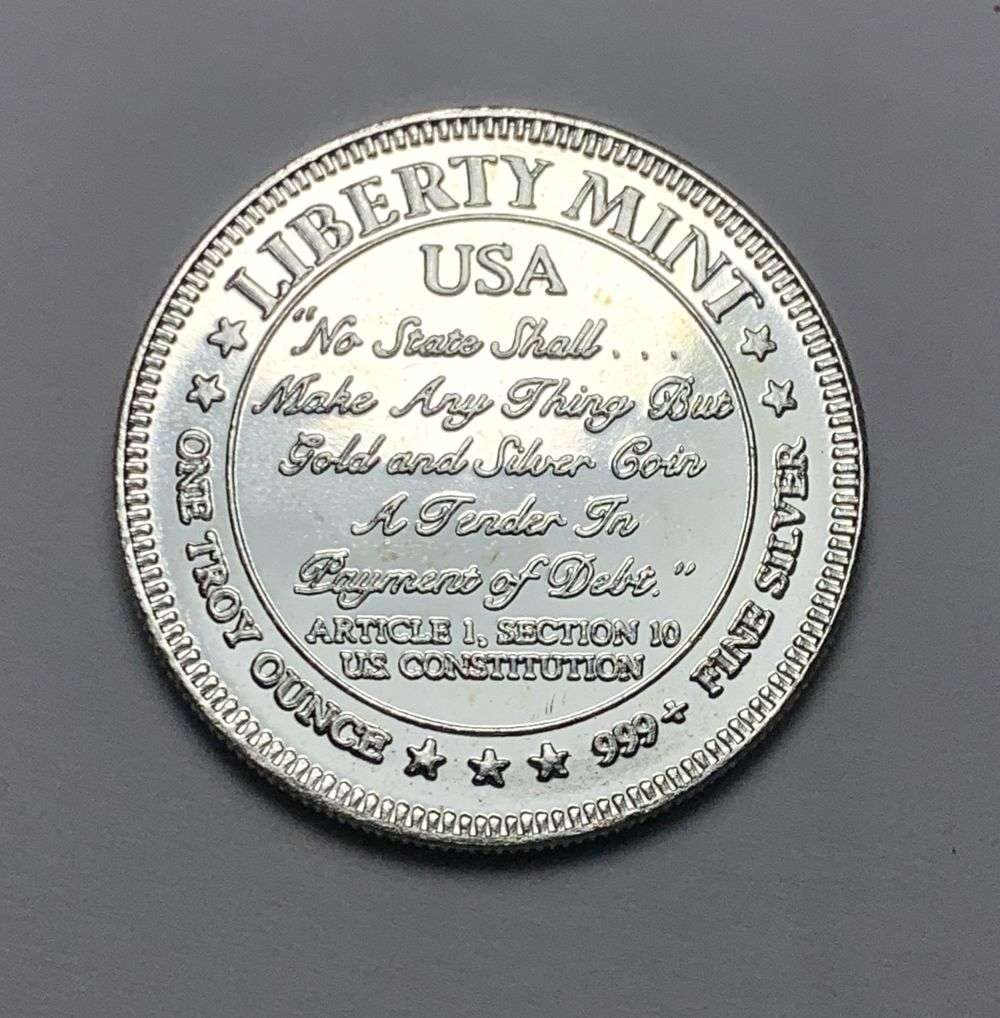 LIBERTY MINT
USA
"No State Shall . . .
Make Any Thing But
Gold and Silver Coin
A Tender In
Payment of Debt."
ARTICLE 1, SECTION 10
U.S. CONSTITUTION
ONE TROY OUNCE
999+ FINE SILVER